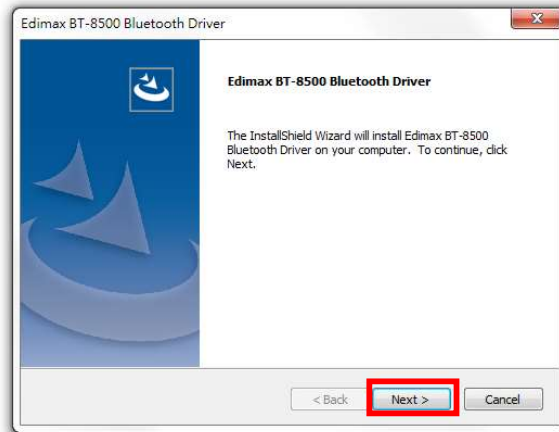 Edimax BT-8500 Bluetooth Driver
Edimax BT-8500 Bluetooth Driver
The InstallShield Wizard will install Edimax BT-8500
Bluetooth Driver on your computer. To continue, click
Next.
< Back Next > Cancel